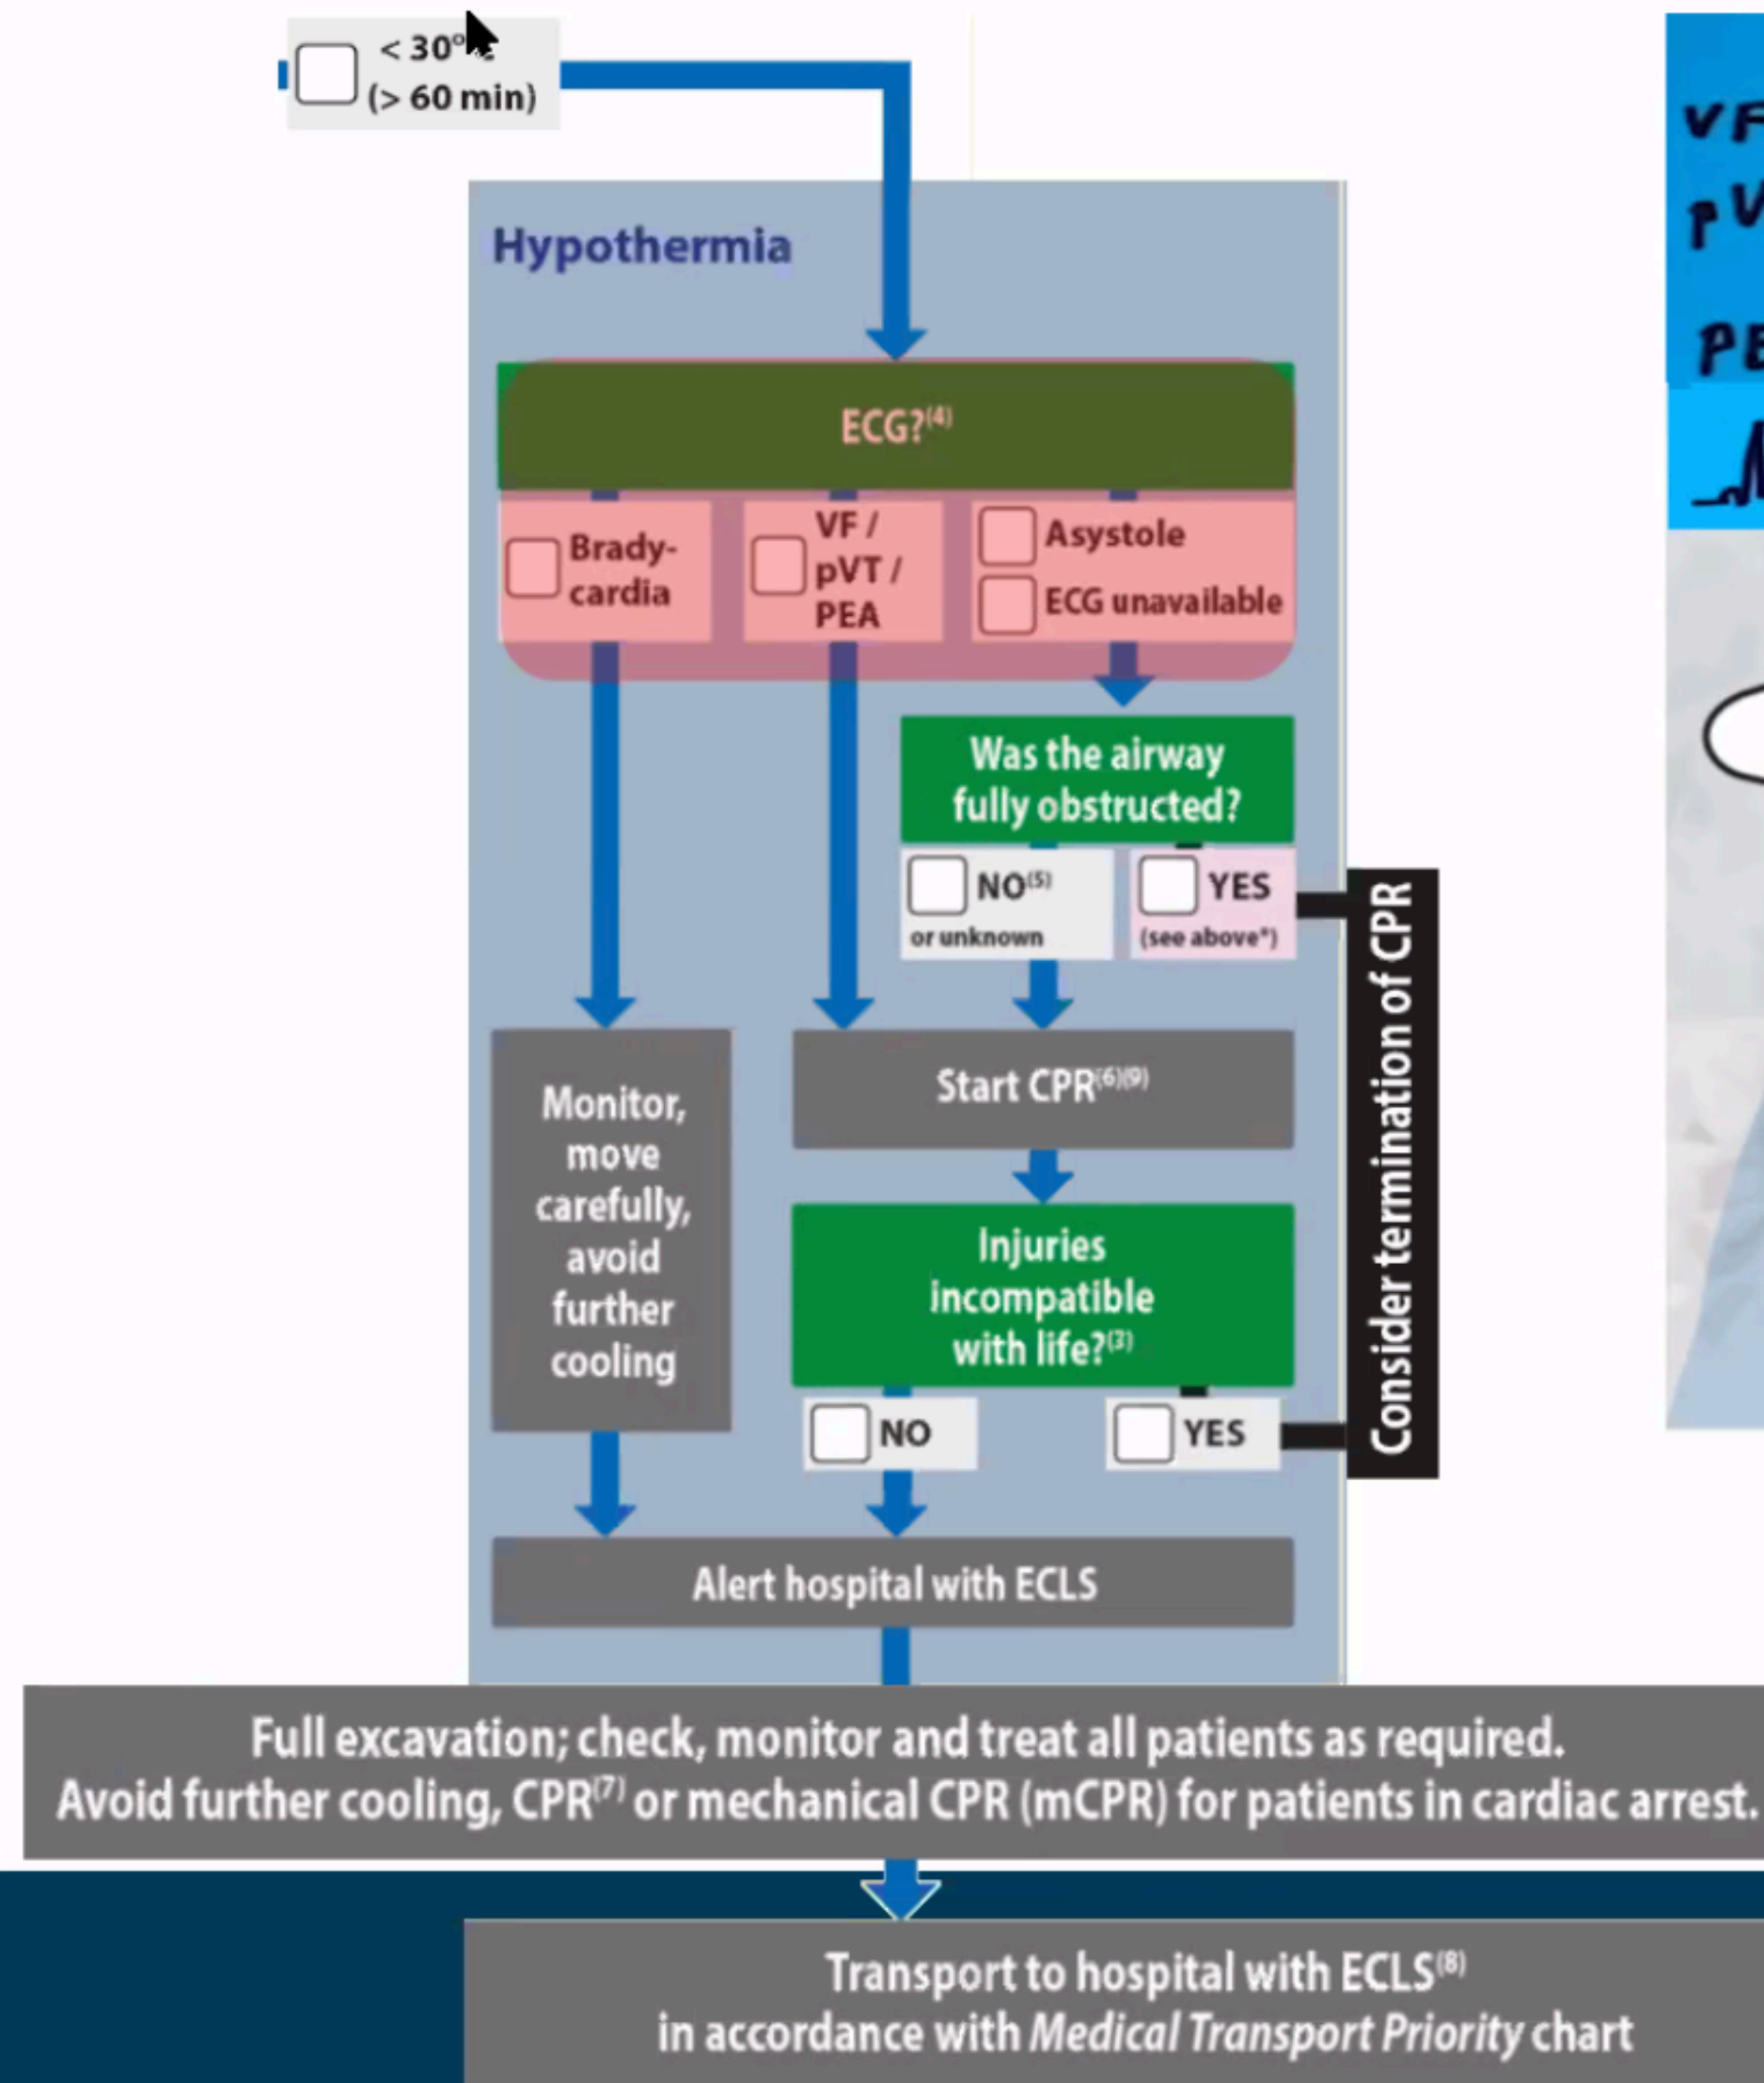 < 30°
(> 60 min)
Hypothermia
ECG?(4)
Brady-
cardia
VF /
pVT /
PEA
Asystole
ECG unavailable
Was the airway
fully obstructed?
NO(5)
or unknown
YES
(see above*)
Start CPR(6)(9)
Monitor,
move
carefully,
avoid
further
cooling
Injuries
incompatible
with life?(3)
NO
YES
Consider termination of CPR
Alert hospital with ECLS
Full excavation; check, monitor and treat all patients as required.
Avoid further cooling, CPR(7) or mechanical CPR (mCPR) for patients in cardiac arrest.
Transport to hospital with ECLS(8)
in accordance with Medical Transport Priority chart
VF